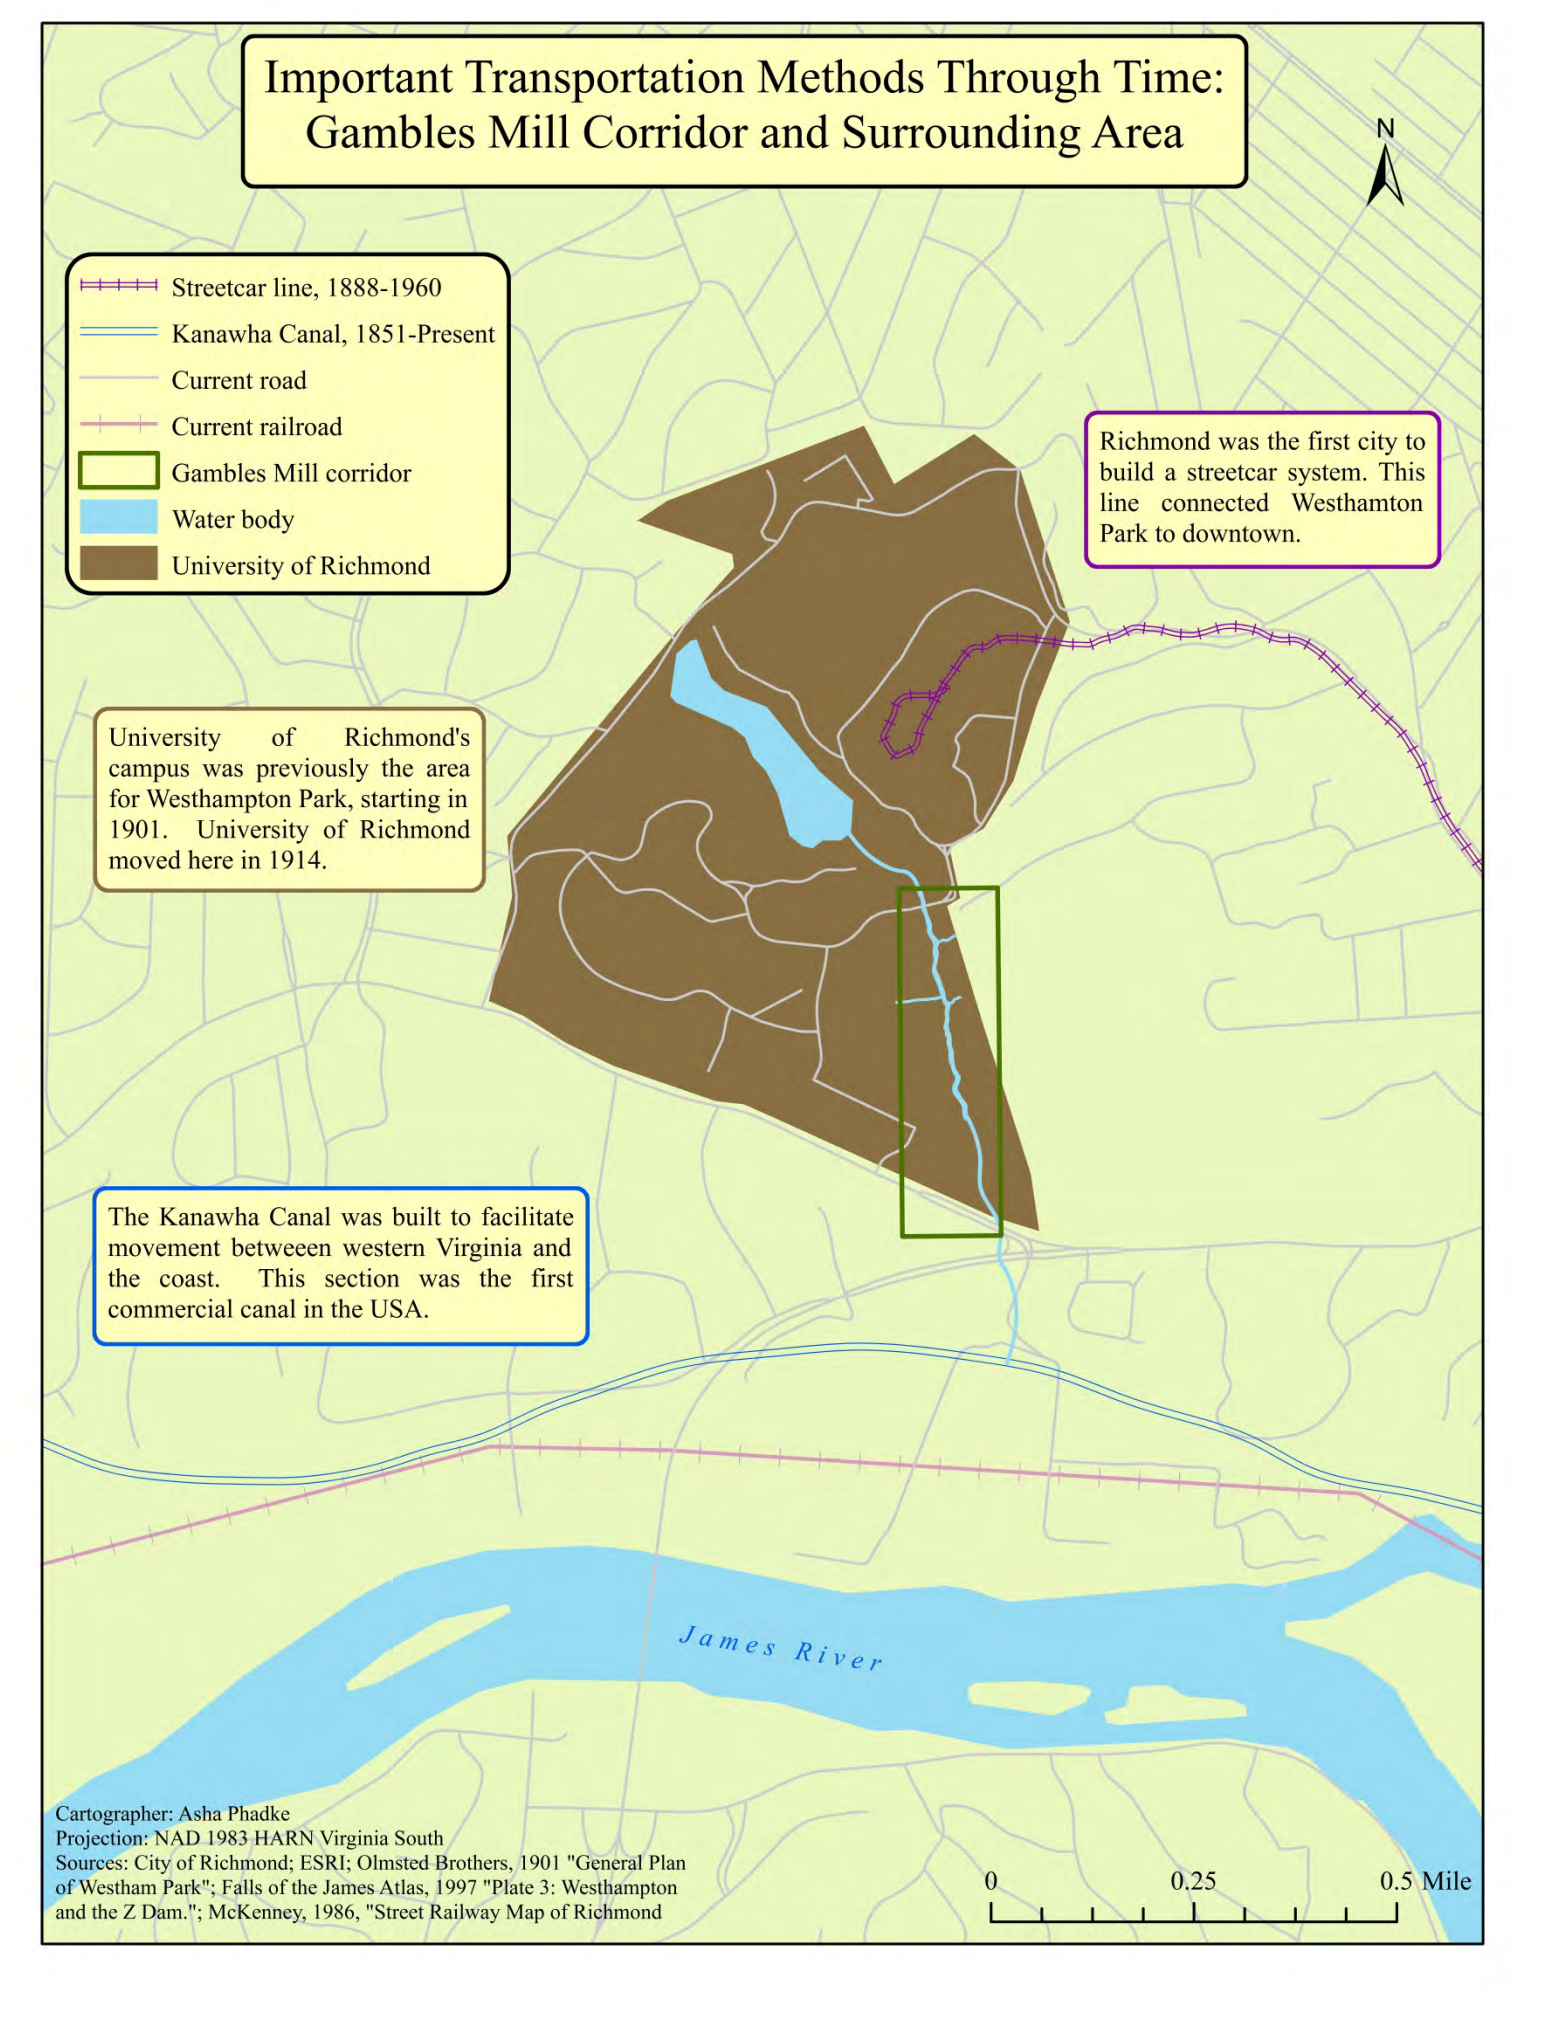 Important Transportation Methods Through Time:
Gambles Mill Corridor and Surrounding Area
N
Streetcar line, 1888-1960
Kanawha Canal, 1851-Present
Current road
Current railroad
Gambles Mill corridor
Water body
University of Richmond
Richmond was the first city to
build a streetcar system. This
line connected Westhamton
Park to downtown.
University of Richmond's
campus was previously the area
for Westhampton Park, starting in
1901. University of Richmond
moved here in 1914.
The Kanawha Canal was built to facilitate
movement betweeen western Virginia and
the coast. This section was the first
commercial canal in the USA.
James River
Cartographer: Asha Phadke
Projection: NAD 1983 HARN Virginia South
Sources: City of Richmond; ESRI; Olmsted Brothers, 1901 "General Plan
of Westham Park"; Falls of the James Atlas, 1997 "Plate 3: Westhampton
and the Z Dam."; McKenney, 1986, "Street Railway Map of Richmond
0 0.25 0.5 Mile